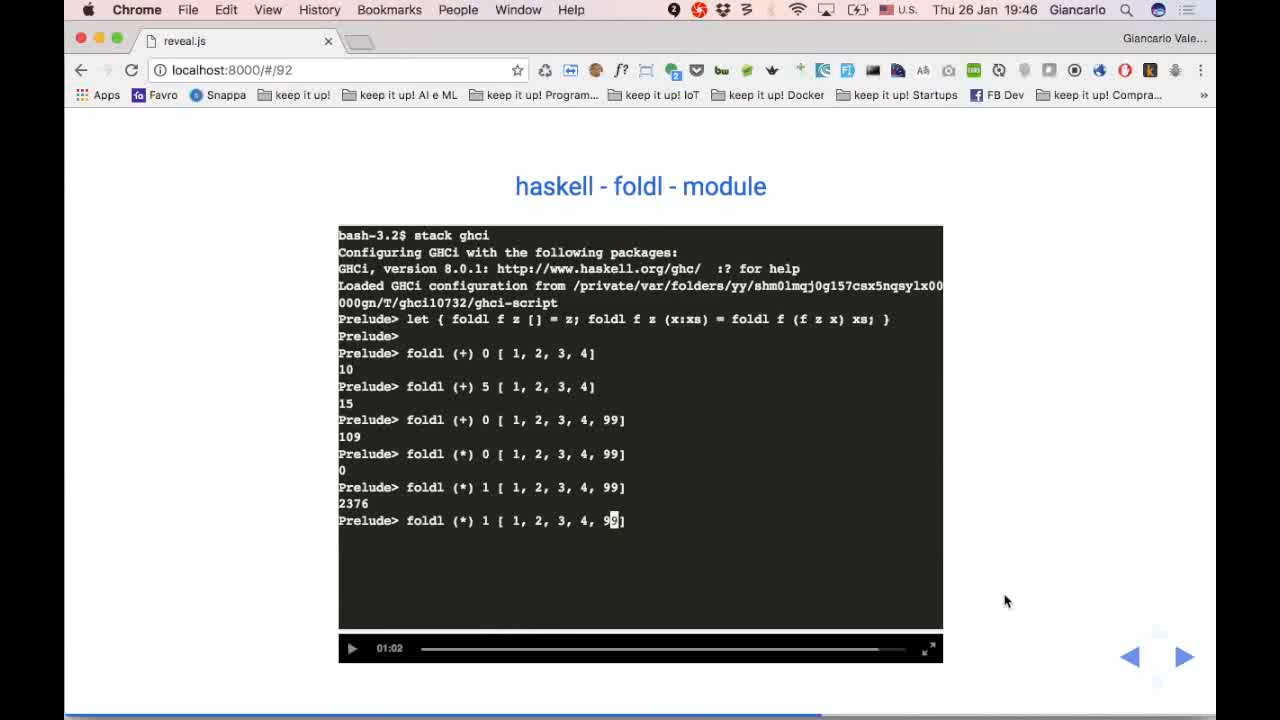 Chrome File Edit View History Bookmarks People Window Help 2 U.S. Thu 26 Jan 19:46 Giancarlo
reveal.js Giancarlo Vale...
localhost:8000/#/92 f? 2 bw
Apps Favro Snappa keep it up! keep it up! AI e ML keep it up! Program... keep it up! IoT keep it up! Docker keep it up! Startups FB Dev keep it up! Compra... »
haskell - foldl - module
bash-3.2$ stack ghci
Configuring GHCi with the following packages:
GHCi, version 8.0.1: http://www.haskell.org/ghc/  :? for help
Loaded GHCi configuration from /private/var/folders/yy/shm0lmqj0g157csx5nqsylx00
000gn/T/ghci10732/ghci-script
Prelude> let { foldl f z [] = z; foldl f z (x:xs) = foldl f (f z x) xs; }
Prelude>
Prelude> foldl (+) 0 [ 1, 2, 3, 4]
10
Prelude> foldl (+) 5 [ 1, 2, 3, 4]
15
Prelude> foldl (+) 0 [ 1, 2, 3, 4, 99]
109
Prelude> foldl (*) 0 [ 1, 2, 3, 4, 99]
0
Prelude> foldl (*) 1 [ 1, 2, 3, 4, 99]
2376
Prelude> foldl (*) 1 [ 1, 2, 3, 4, 99]
01:02